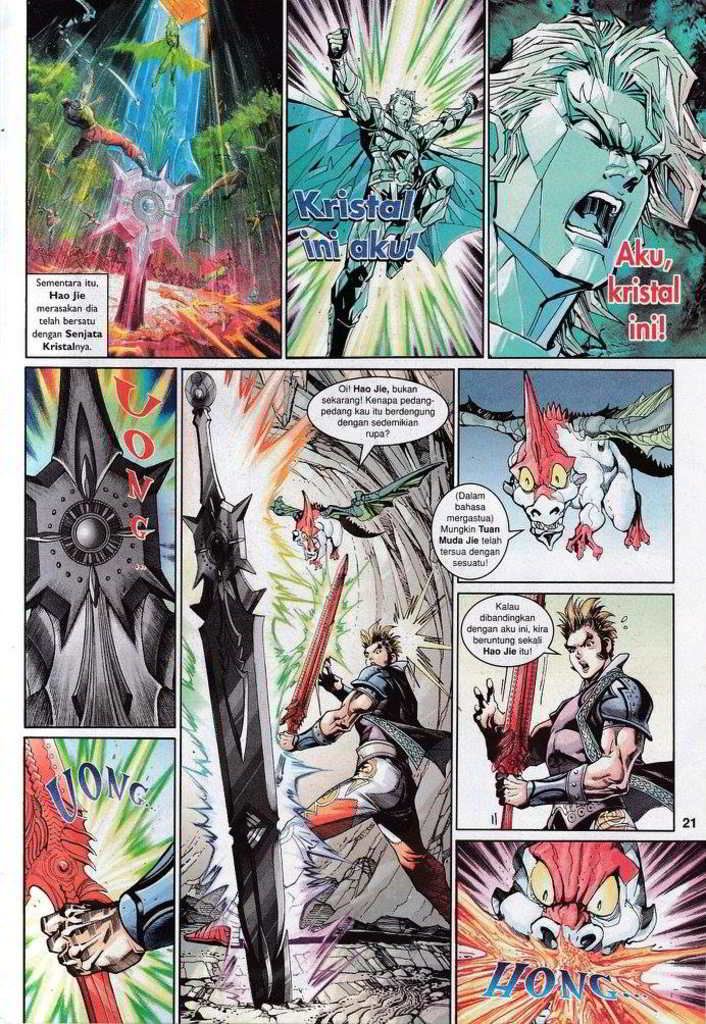 Kristal
ini aku!
Aku,
kristal
ini!
Sementara itu,
Hao Jie
merasakan dia
telah bersatu
dengan Senjata
Kristalnya.
UONG...
Oi! Hao Jie, bukan
sekarang! Kenapa pedang-
pedang kau itu berdengung
dengan sedemikian
rupa?
(Dalam
bahasa
mergastua)
Mungkin Tuan
Muda Jie telah
tersua dengan
sesuatu!
Kalau
dibandingkan
dengan aku ini, kira
beruntung sekali
Hao Jie itu!
UONG...
21
HONG...